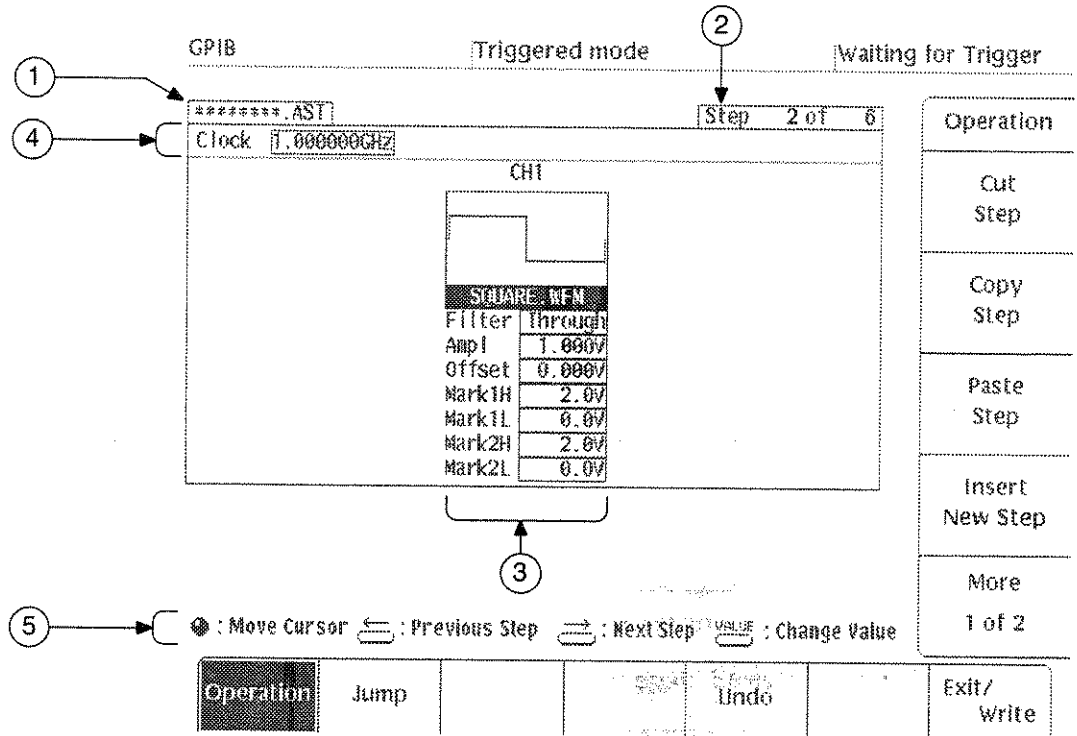 2
GPIB
Triggered mode
Waiting for Trigger
1
********.AST
Step 2 of 6
4
Clock 1.000000GHz
CH1
SQUARE.WFM
Filter Through
Ampl 1.000V
Offset 0.000V
Mark1H 2.0V
Mark1L 0.0V
Mark2H 2.0V
Mark2L 0.0V
3
Operation
Cut
Step
Copy
Step
Paste
Step
Insert
New Step
More
1 of 2
5
: Move Cursor : Previous Step : Next Step VALUE : Change Value
Operation
Jump
Undo
Exit/
Write